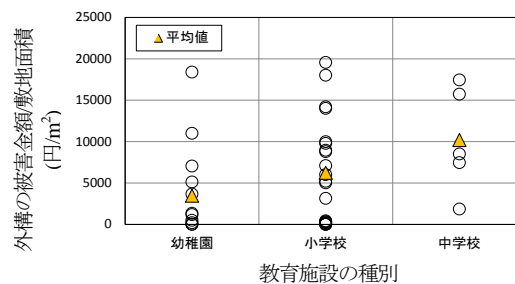 外構の被害金額/敷地面積
(円/m²)
25000
20000
15000
10000
5000
0
▲平均値
幼稚園 小学校 中学校
教育施設の種別